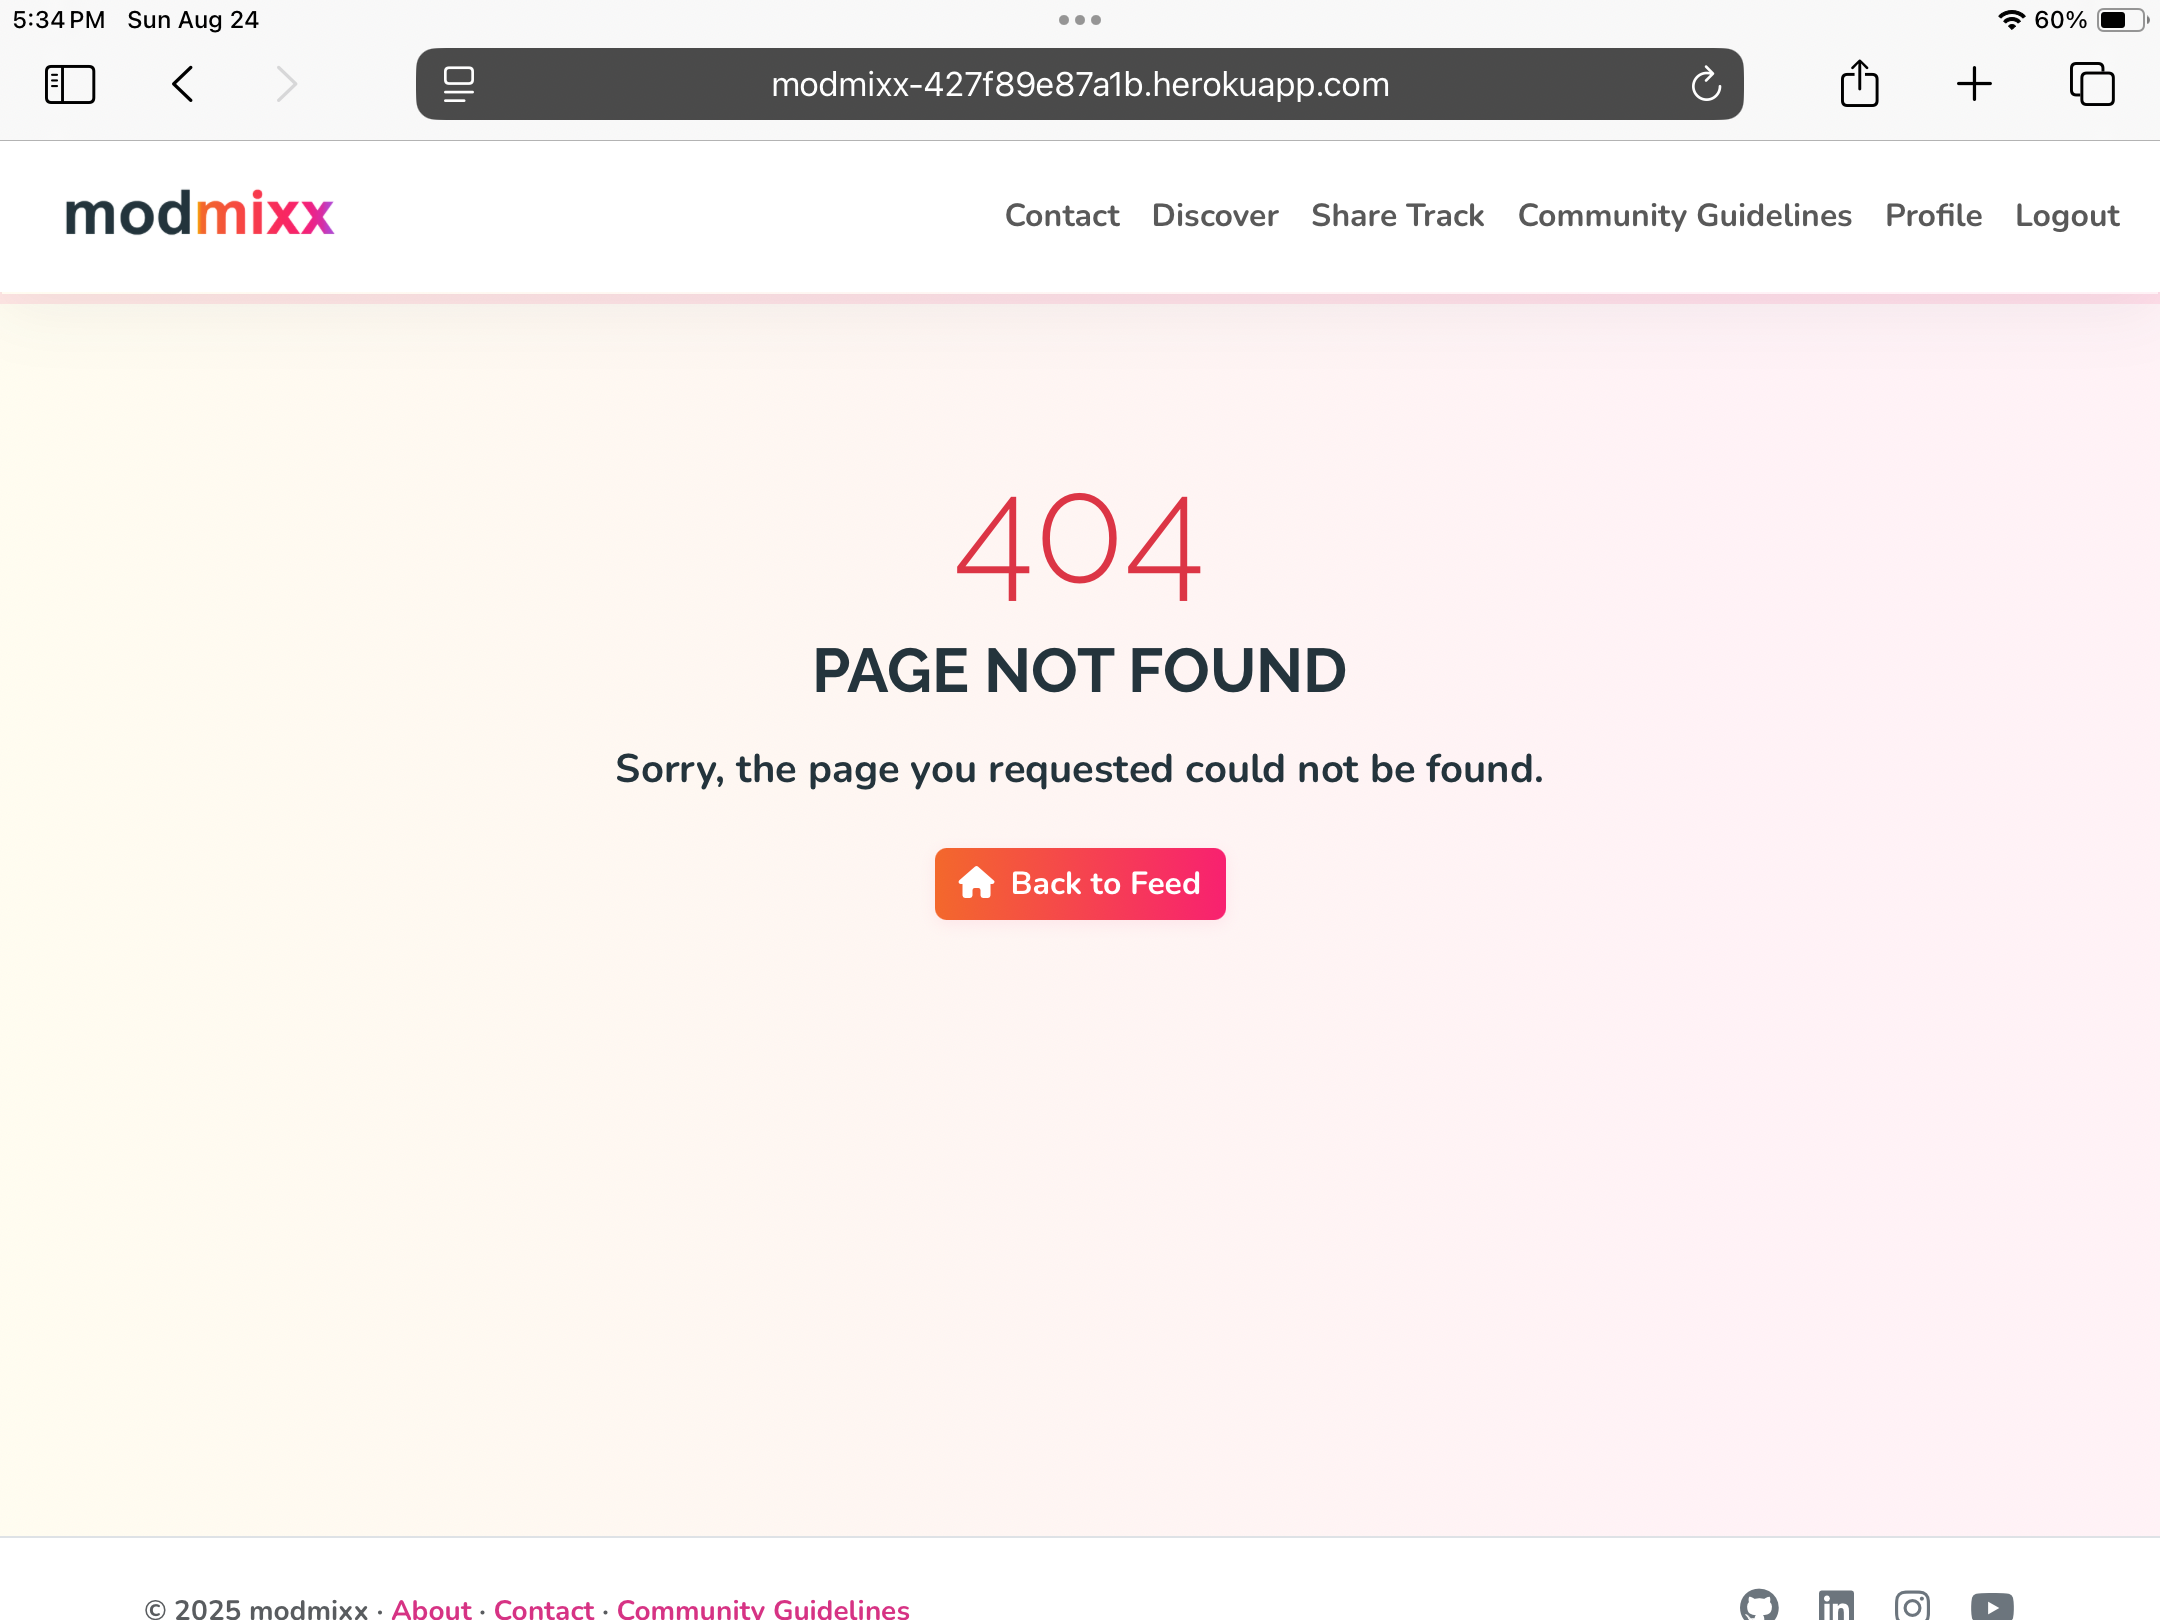 5:34 PM Sun Aug 24
60%
modmixx-427f89e87a1b.herokuapp.com
modmixx
Contact Discover Share Track Community Guidelines Profile Logout
404
PAGE NOT FOUND
Sorry, the page you requested could not be found.
Back to Feed
© 2025 modmixx · About · Contact · Community Guidelines